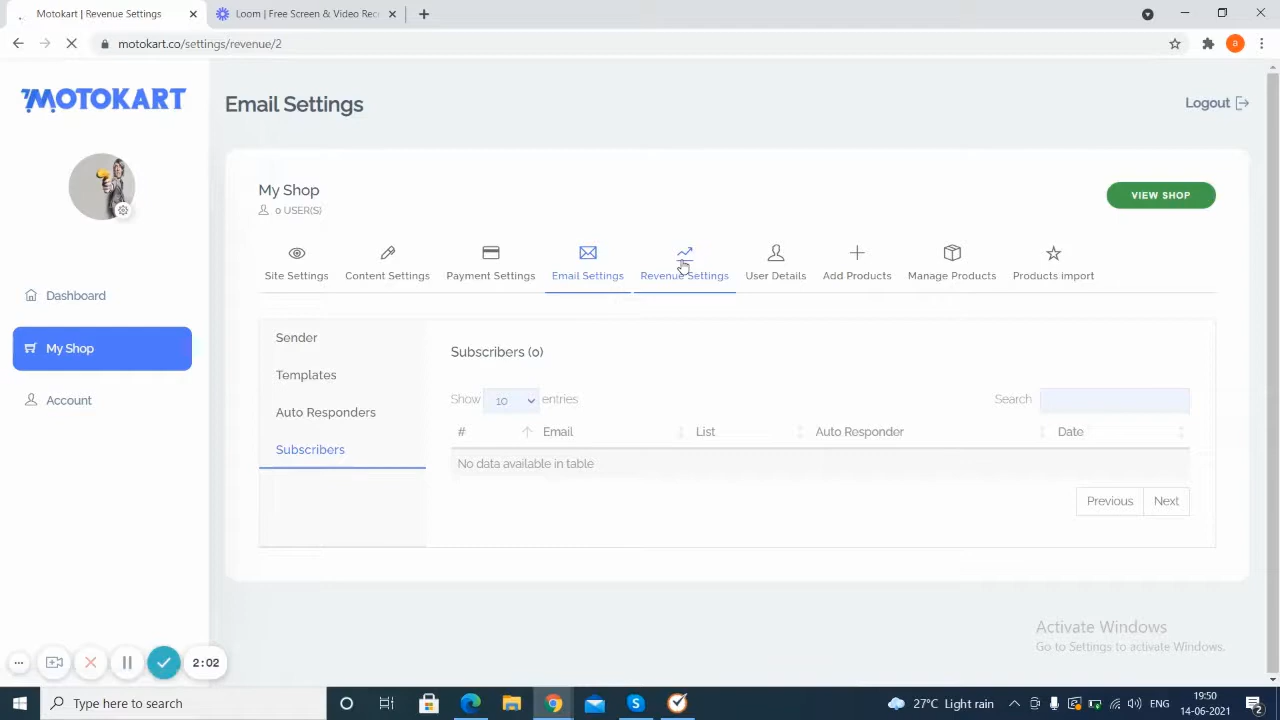 Motokart | Revenue Settings
Loom | Free Screen & Video Rec
motokart.co/settings/revenue/2
a
MOTOKART
Email Settings
Logout
My Shop
0 USER(S)
VIEW SHOP
Site Settings
Content Settings
Payment Settings
Email Settings
Revenue Settings
User Details
Add Products
Manage Products
Products import
Dashboard
My Shop
Account
Sender
Templates
Auto Responders
Subscribers
Subscribers (0)
Show 10 entries
Search
# Email List Auto Responder Date
No data available in table
Previous Next
Activate Windows
Go to Settings to activate Windows.
2:02
Type here to search
27°C Light rain
ENG
19:50
14-06-2021
2